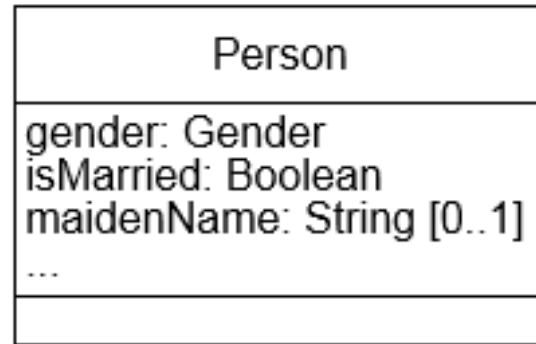 Person
gender: Gender
isMarried: Boolean
maidenName: String [0..1]
...